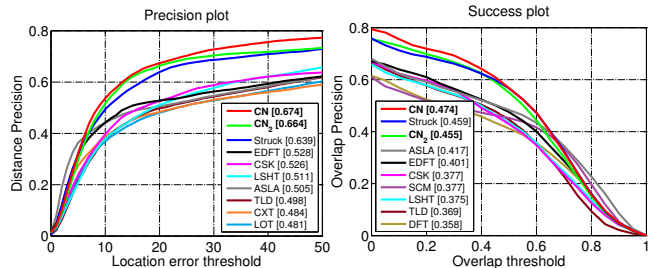 Precision plot
Distance Precision
0.8
0.6
0.4
0.2
0
0
10
20
30
40
50
Location error threshold
CN [0.674]
CN2 [0.664]
Struck [0.639]
EDFT [0.528]
CSK [0.526]
LSHT [0.511]
ASLA [0.505]
TLD [0.498]
CXT [0.484]
LOT [0.481]
Success plot
Overlap Precision
0.8
0.6
0.4
0.2
0
0
0.2
0.4
0.6
0.8
1
Overlap threshold
CN [0.474]
Struck [0.459]
CN2 [0.455]
ASLA [0.417]
EDFT [0.401]
CSK [0.377]
SCM [0.377]
LSHT [0.375]
TLD [0.369]
DFT [0.358]